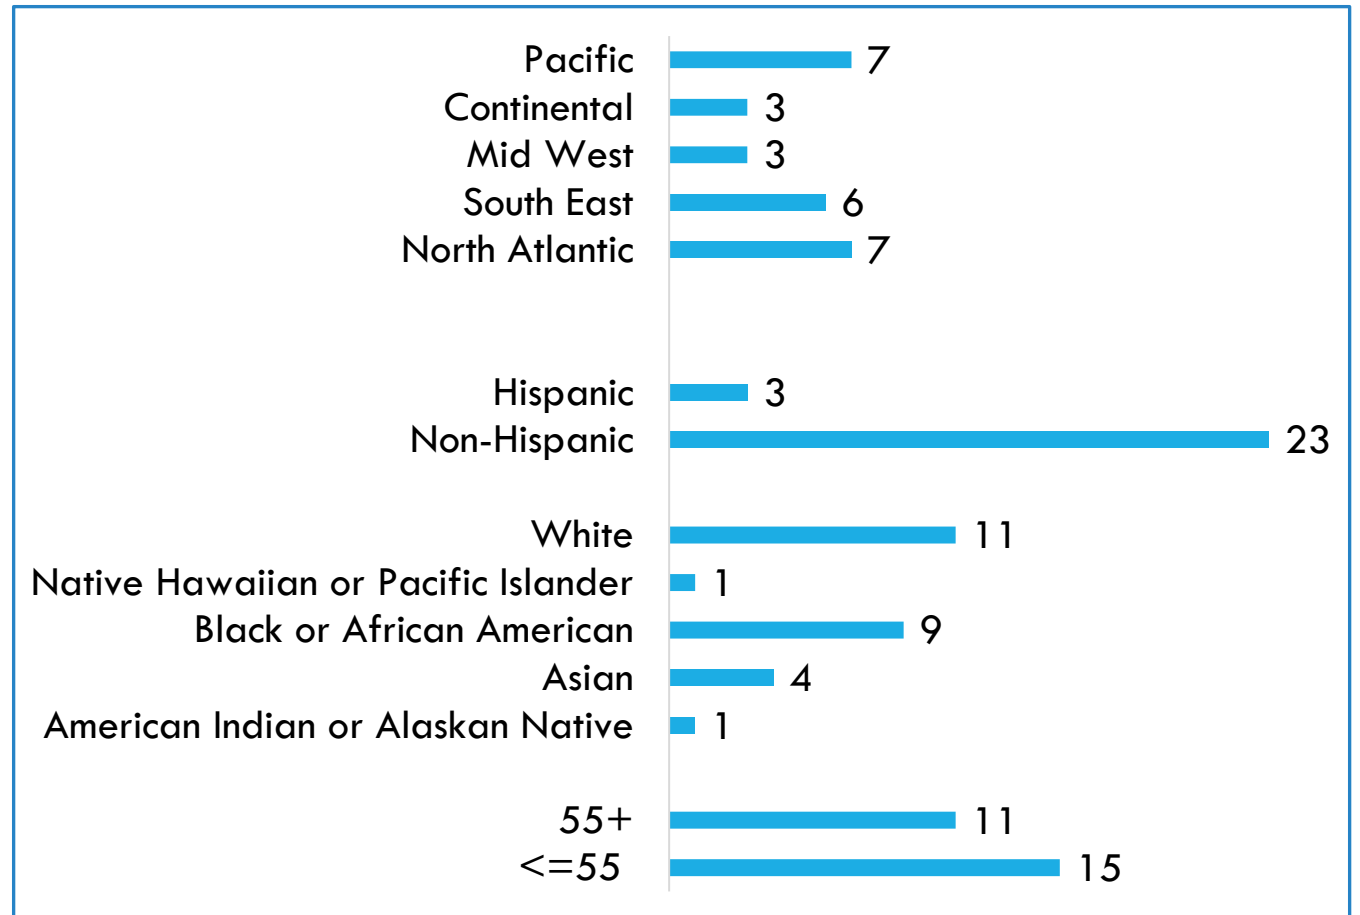 Pacific 7
Continental 3
Mid West 3
South East 6
North Atlantic 7
Hispanic 3
Non-Hispanic 23
White 11
Native Hawaiian or Pacific Islander 1
Black or African American 9
Asian 4
American Indian or Alaskan Native 1
55+ 11
<=55 15